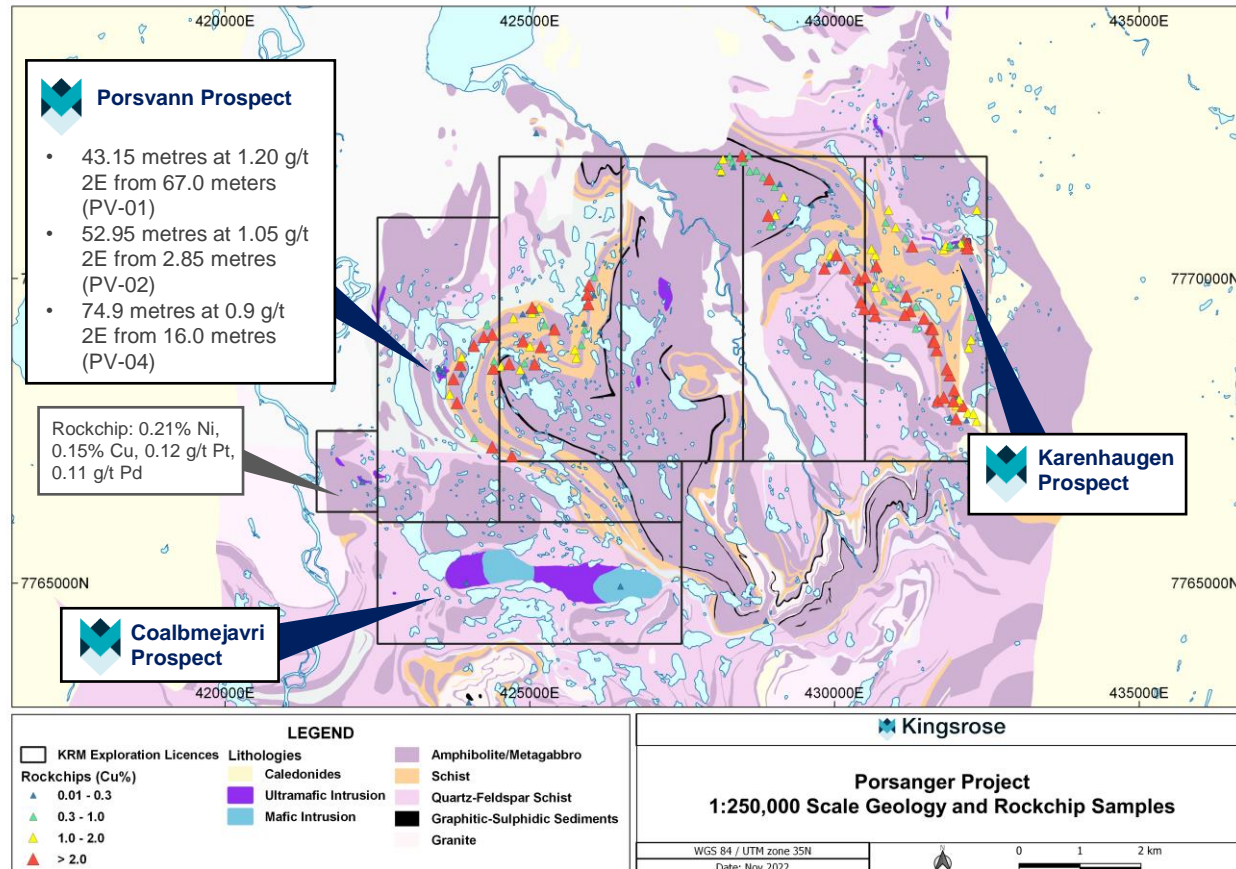 420000E
425000E
430000E
435000E
Porsvann Prospect
• 43.15 metres at 1.20 g/t
2E from 67.0 meters
(PV-01)
• 52.95 metres at 1.05 g/t
2E from 2.85 metres
(PV-02)
• 74.9 metres at 0.9 g/t
2E from 16.0 metres
(PV-04)
7770000N
Rockchip: 0.21% Ni,
0.15% Cu, 0.12 g/t Pt,
0.11 g/t Pd
Karenhaugen
Prospect
7765000N
7765000N
Coalbmejavri
Prospect
420000E
425000E
430000E
435000E
LEGEND
KRM Exploration Licences
Rockchips (Cu%)
0.01 - 0.3
0.3 - 1.0
1.0 - 2.0
> 2.0
Lithologies
Caledonides
Ultramafic Intrusion
Mafic Intrusion
Amphibolite/Metagabbro
Schist
Quartz-Feldspar Schist
Graphitic-Sulphidic Sediments
Granite
Kingsrose
Porsanger Project
1:250,000 Scale Geology and Rockchip Samples
WGS 84 / UTM zone 35N
Date: Nov 2022
N
0 1 2 km